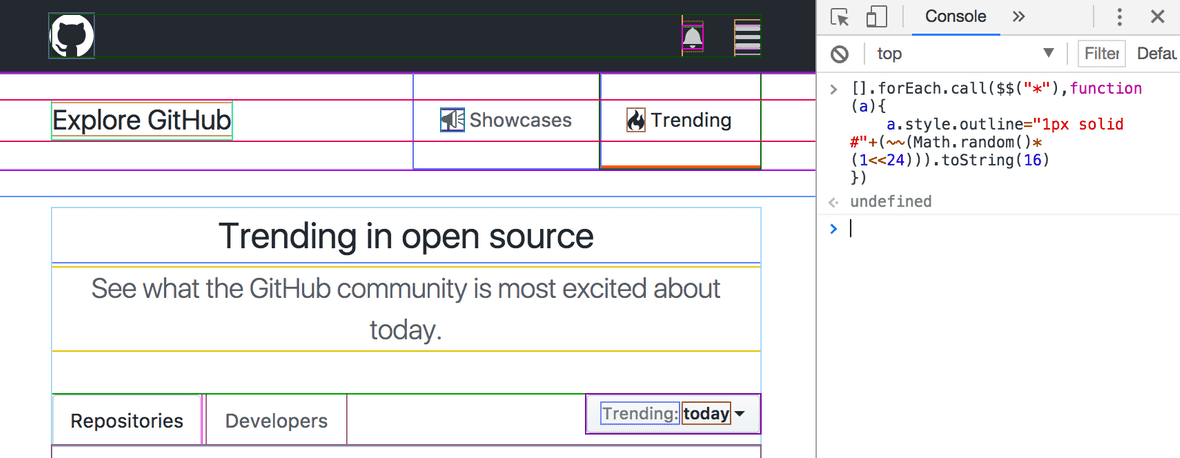 Explore GitHub
Showcases
Trending
Trending in open source
See what the GitHub community is most excited about
today.
Repositories
Developers
Trending: today
Console
top
Filter
Defau
[].forEach.call($$("*"),function
(a){
a.style.outline="1px solid
#"+(~~(Math.random()*
(1<<24))).toString(16)
})
undefined